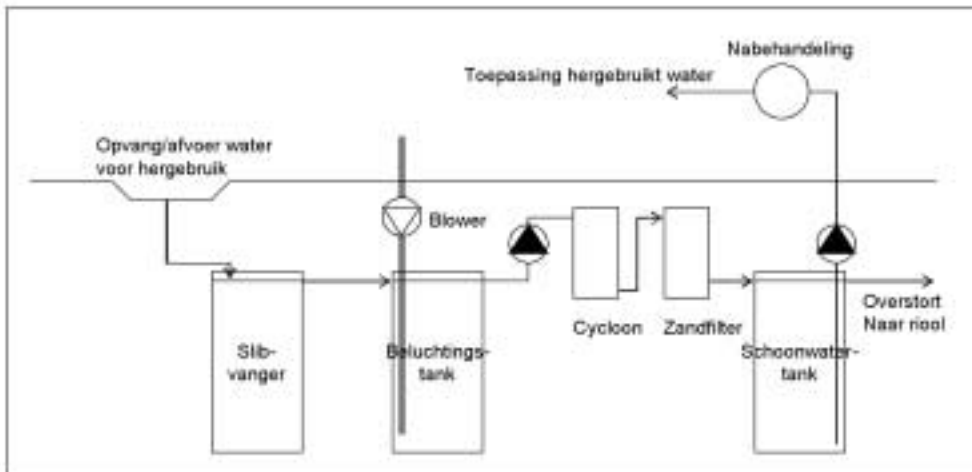 Nabehandeling
Toepassing hergebruikt water
Opvang/afvoer water
voor hergebruik
Blower
Cycloon
Zandfilter
Overstort
Naar riool
Slib-
vanger
Beluchtings-
tank
Schoonwater-
tank